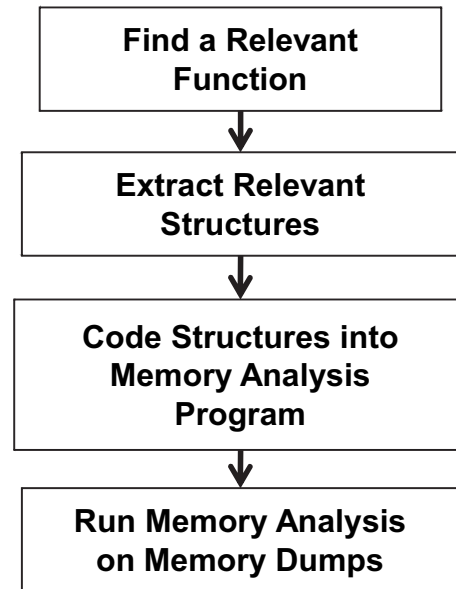 Find a Relevant
Function
Extract Relevant
Structures
Code Structures into
Memory Analysis
Program
Run Memory Analysis
on Memory Dumps